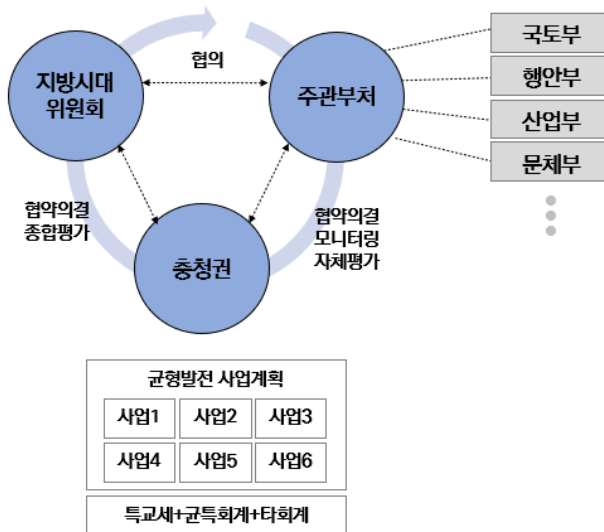 협의
지방시대
위원회
주관부처
국토부
행안부
산업부
문체부
협약의결
종합평가
충청권
협약의결
모니터링
자체평가
균형발전 사업계획
사업1
사업2
사업3
사업4
사업5
사업6
특교세+균특회계+타회계